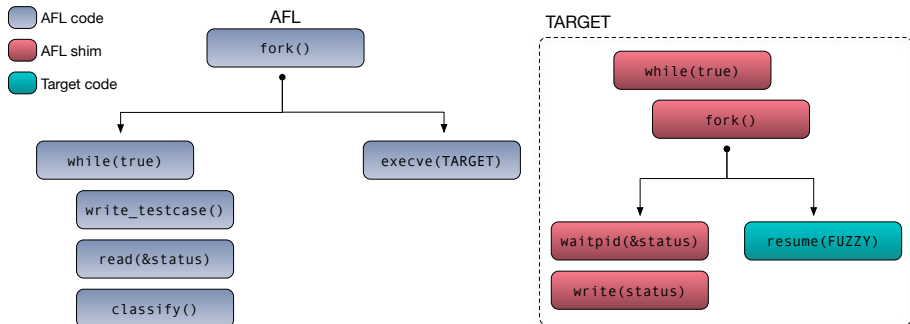 AFL code
AFL shim
Target code
AFL
fork()
while(true)
execve(TARGET)
write_testcase()
read(&status)
classify()
TARGET
while(true)
fork()
waitpid(&status)
resume(FUZZY)
write(status)